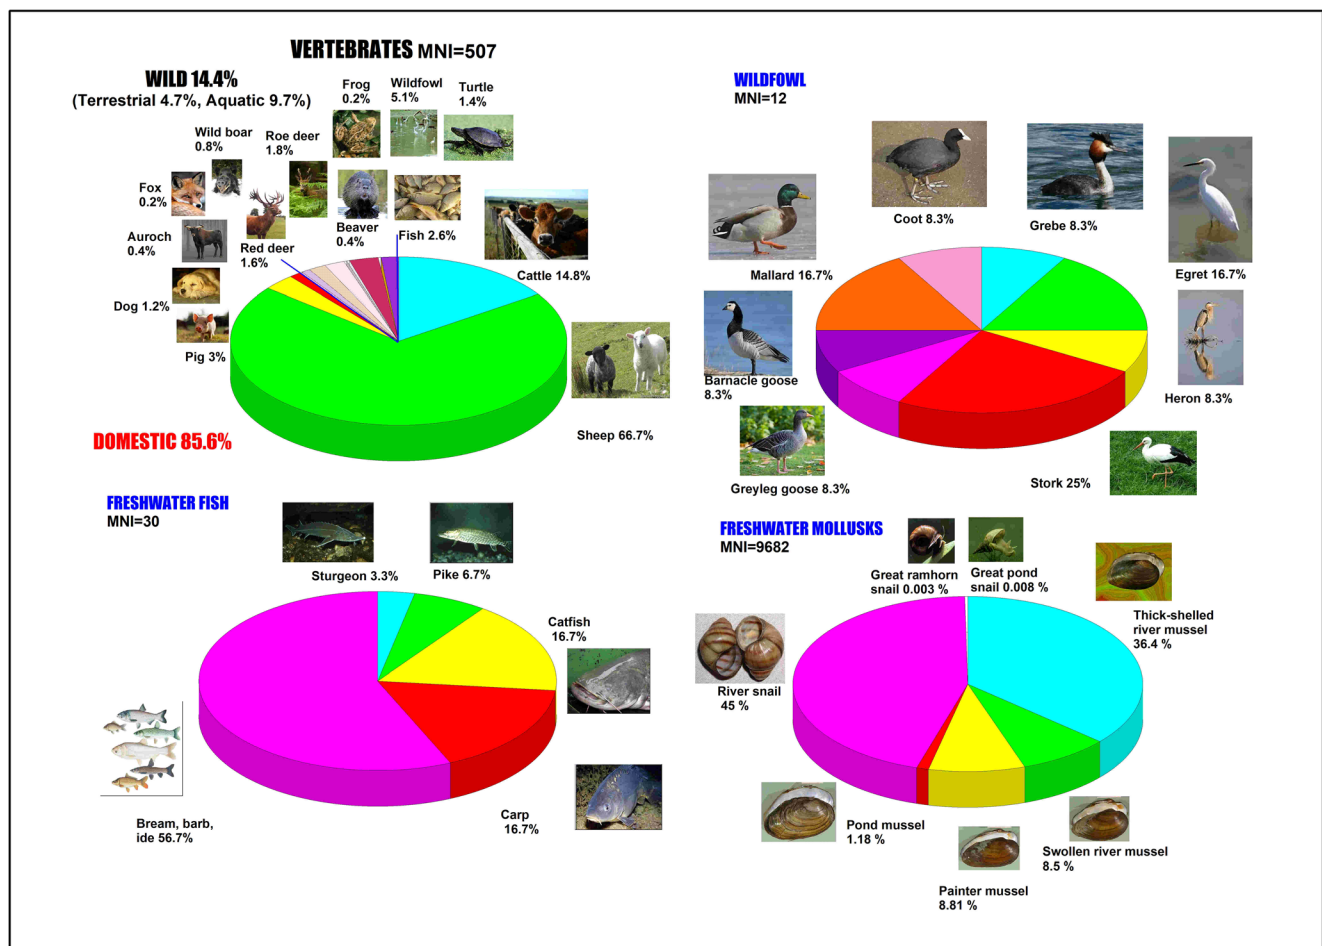 VERTEBRATES MNI=507
WILD 14.4%
(Terrestrial 4.7%, Aquatic 9.7%)
Frog
0.2%
Wildfowl
5.1%
Turtle
1.4%
Wild boar
0.8%
Roe deer
1.8%
Fox
0.2%
Auroch
0.4%
Red deer
1.6%
Beaver
0.4%
Fish 2.6%
Cattle 14.8%
Dog 1.2%
Pig 3%
Sheep 66.7%
DOMESTIC 85.6%
WILDFOWL
MNI=12
Coot 8.3%
Grebe 8.3%
Egret 16.7%
Mallard 16.7%
Barnacle goose
8.3%
Heron 8.3%
Greyleg goose 8.3%
Stork 25%
FRESHWATER FISH
MNI=30
Sturgeon 3.3%
Pike 6.7%
Catfish
16.7%
Carp
16.7%
Bream, barb,
ide 56.7%
FRESHWATER MOLLUSKS
MNI=9682
Great ramhorn
snail 0.003 %
Great pond
snail 0.008 %
Thick-shelled
river mussel
36.4 %
River snail
45 %
Pond mussel
1.18 %
Swollen river mussel
8.5 %
Painter mussel
8.81 %